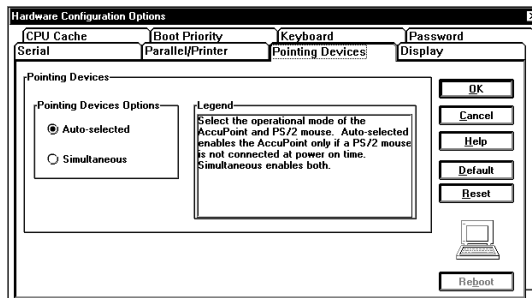 Hardware Configuration Options
CPU Cache
Boot Priority
Keyboard
Password
Serial
Parallel/Printer
Pointing Devices
Display
Pointing Devices
Pointing Devices Options
Auto-selected
Simultaneous
Legend
Select the operational mode of the
AccuPoint and PS/2 mouse. Auto-selected
enables the AccuPoint only if a PS/2 mouse
is not connected at power on time.
Simultaneous enables both.
OK
Cancel
Help
Default
Reset
Reboot